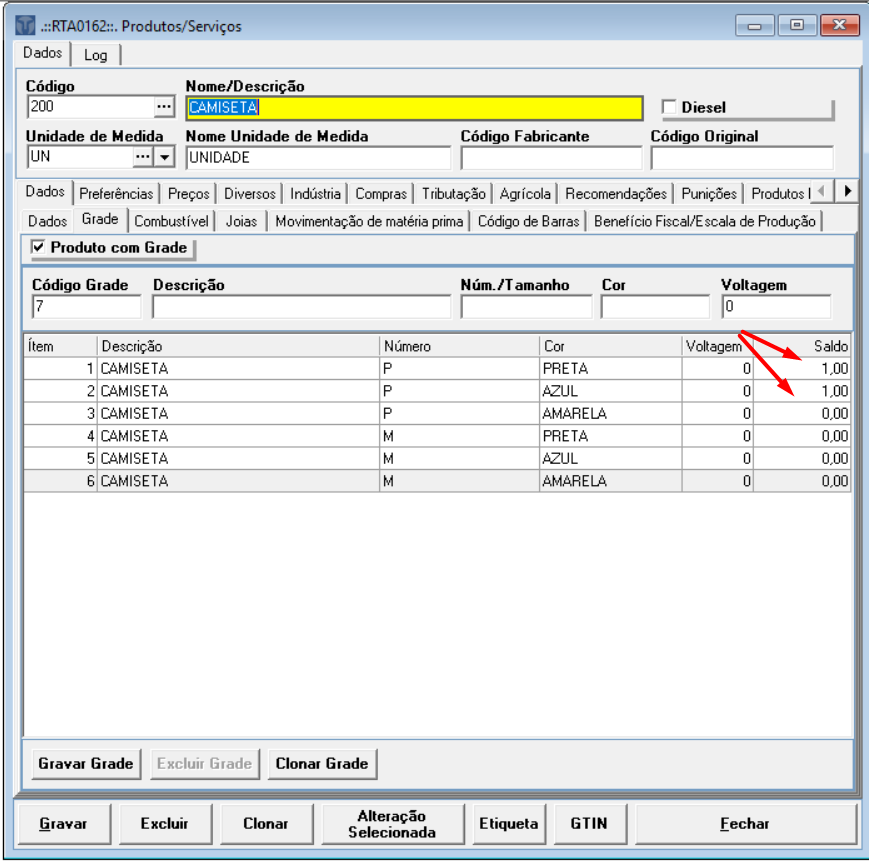 .::RTA0162::. Produtos/Serviços
Dados Log
Código Nome/Descrição
200 ... CAMISETA Diesel
Unidade de Medida Nome Unidade de Medida Código Fabricante Código Original
UN ... UNIDADE
Dados Preferências Preços Diversos Indústria Compras Tributação Agrícola Recomendações Punições Produtos
Dados Grade Combustível Joias Movimentação de matéria prima Código de Barras Benefício Fiscal/Escala de Produção
Produto com Grade
Código Grade Descrição Núm./Tamanho Cor Voltagem
7 0
Ítem Descrição Número Cor Voltagem Saldo
1 CAMISETA P PRETA 0 1,00
2 CAMISETA P AZUL 0 1,00
3 CAMISETA P AMARELA 0 0,00
4 CAMISETA M PRETA 0 0,00
5 CAMISETA M AZUL 0 0,00
6 CAMISETA M AMARELA 0 0,00
Gravar Grade Excluir Grade Clonar Grade
Gravar Excluir Clonar Alteração Selecionada Etiqueta GTIN Fechar